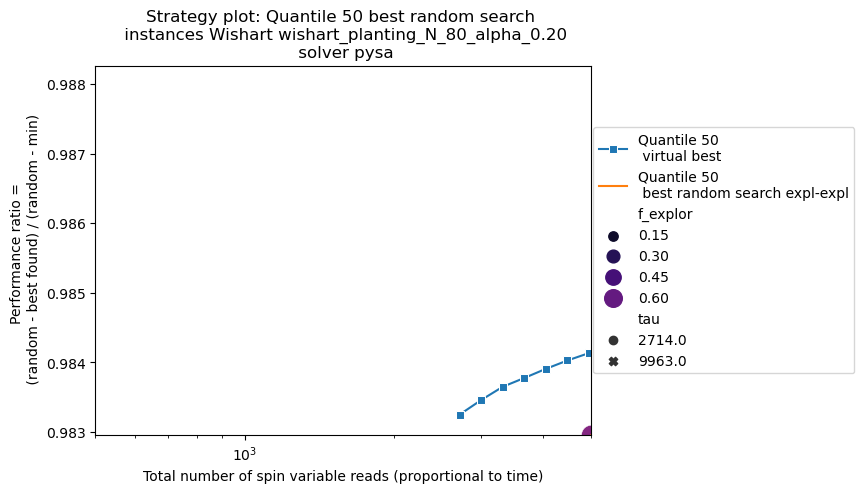 Strategy plot: Quantile 50 best random search
instances Wishart wishart_planting_N_80_alpha_0.20
solver pysa
Performance ratio =
(random - best found) / (random - min)
0.988
0.987
0.986
0.985
0.984
0.983
10^3
Total number of spin variable reads (proportional to time)
Quantile 50
virtual best
Quantile 50
best random search expl-expl
f_explor
0.15
0.30
0.45
0.60
tau
2714.0
9963.0